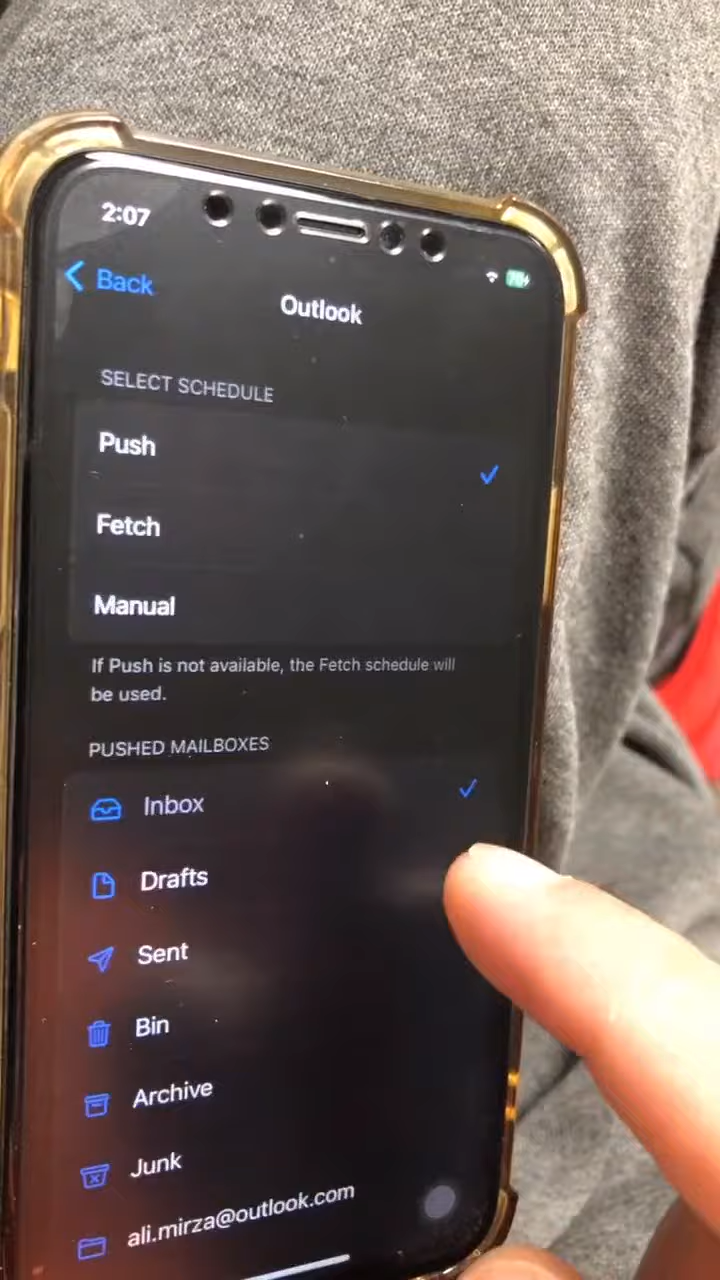 2:07
Back
Outlook
SELECT SCHEDULE
Push
Fetch
Manual
If Push is not available, the Fetch schedule will
be used.
PUSHED MAILBOXES
Inbox
Drafts
Sent
Bin
Archive
Junk
ali.mirza@outlook.com